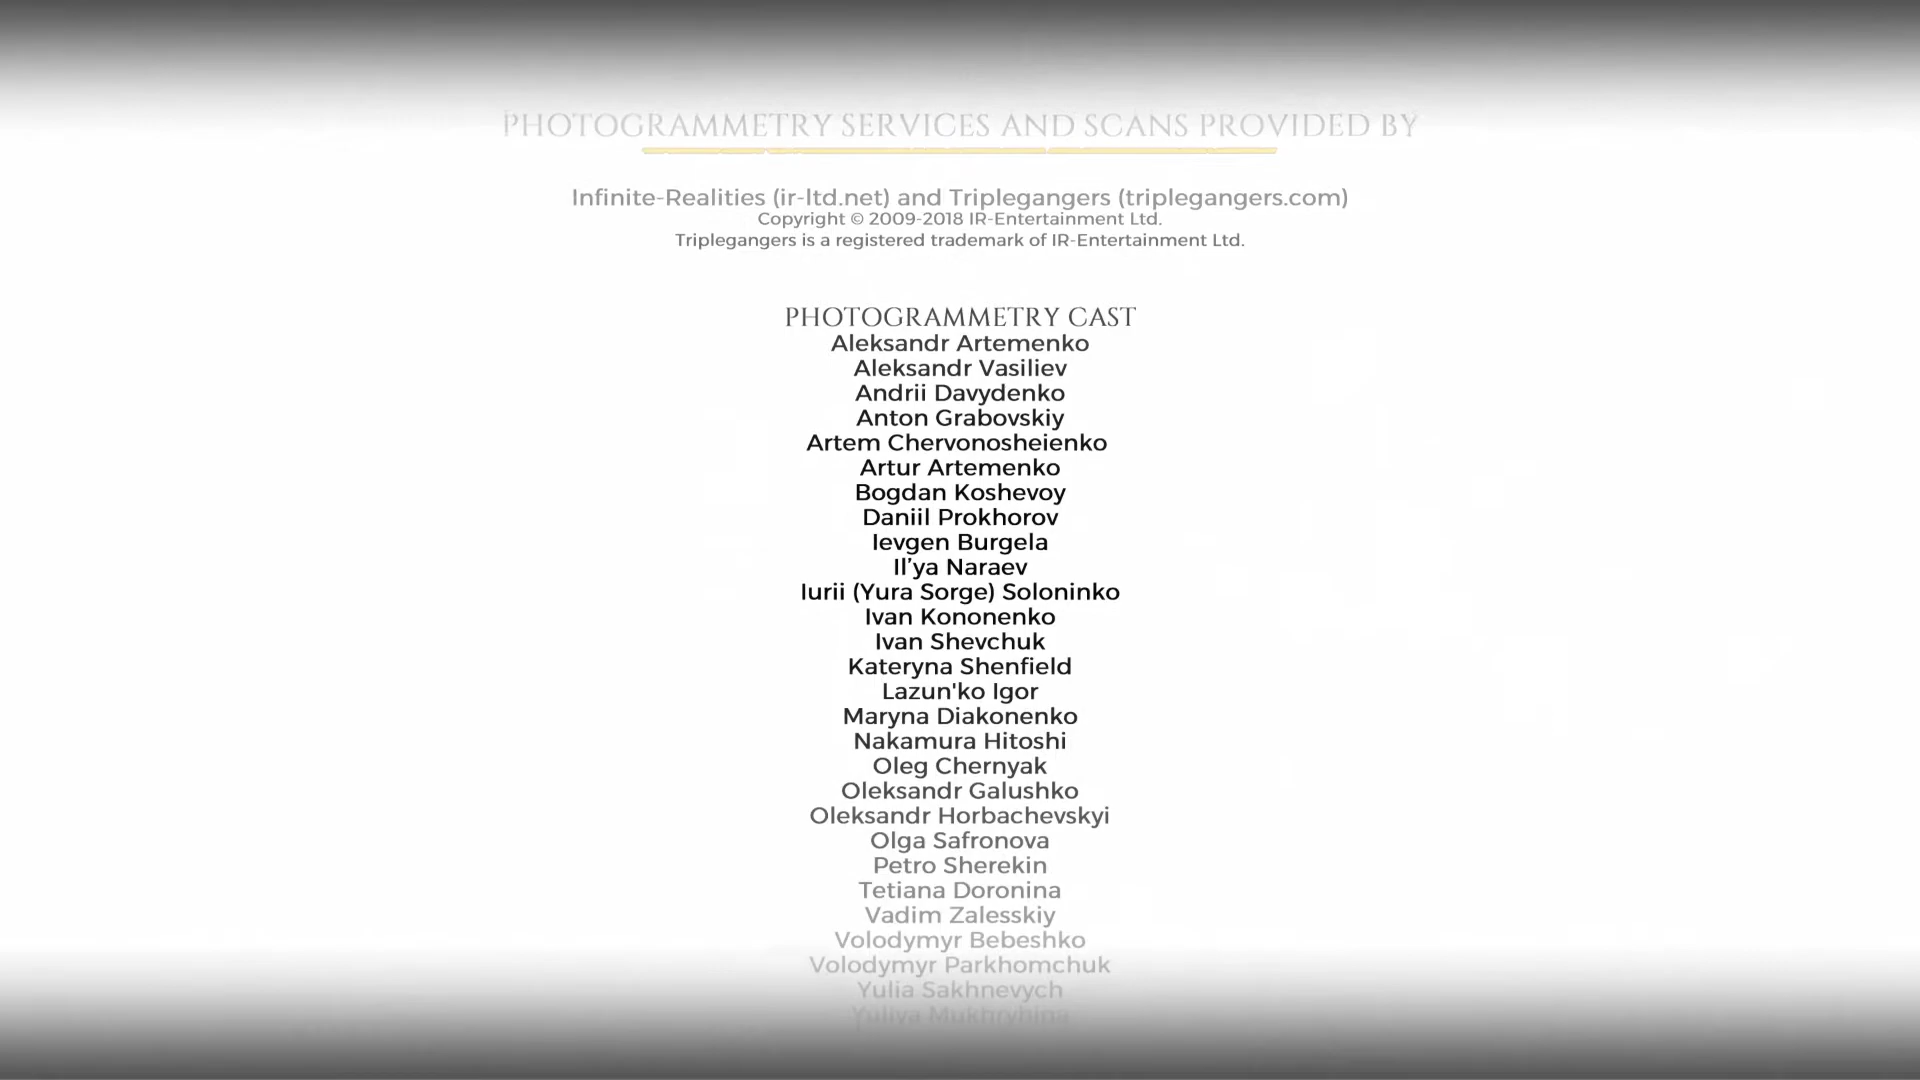 PHOTOGRAMMETRY SERVICES AND SCANS PROVIDED BY
Infinite-Realities (ir-ltd.net) and Triplegangers (triplegangers.com)
Copyright © 2009-2018 IR-Entertainment Ltd.
Triplegangers is a registered trademark of IR-Entertainment Ltd.
PHOTOGRAMMETRY CAST
Aleksandr Artemenko
Aleksandr Vasiliev
Andrii Davydenko
Anton Grabovskiy
Artem Chervonosheienko
Artur Artemenko
Bogdan Koshevoy
Daniil Prokhorov
Ievgen Burgela
Il’ya Naraev
Iurii (Yura Sorge) Soloninko
Ivan Kononenko
Ivan Shevchuk
Kateryna Shenfield
Lazun'ko Igor
Maryna Diakonenko
Nakamura Hitoshi
Oleg Chernyak
Oleksandr Galushko
Oleksandr Horbachevskyi
Olga Safronova
Petro Sherekin
Tetiana Doronina
Vadim Zalesskiy
Volodymyr Bebeshko
Volodymyr Parkhomchuk
Yulia Sakhnevych
Yuliya Mukhryhina